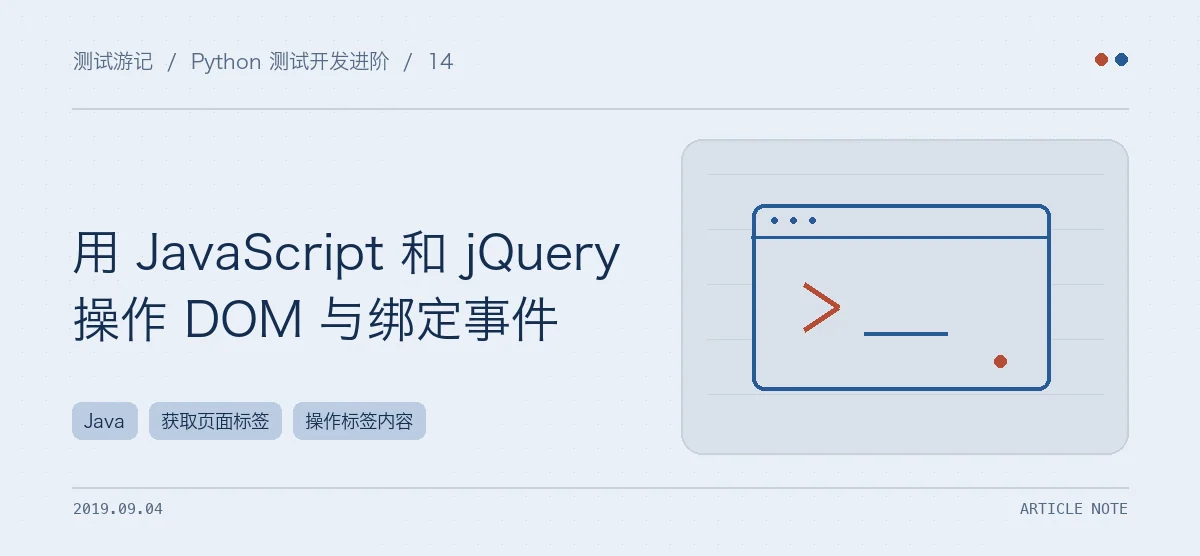 测试游记 / Python 测试开发进阶 / 14
用 JavaScript 和 jQuery
操作 DOM 与绑定事件
Java 获取页面标签 操作标签内容
2019.09.04 ARTICLE NOTE